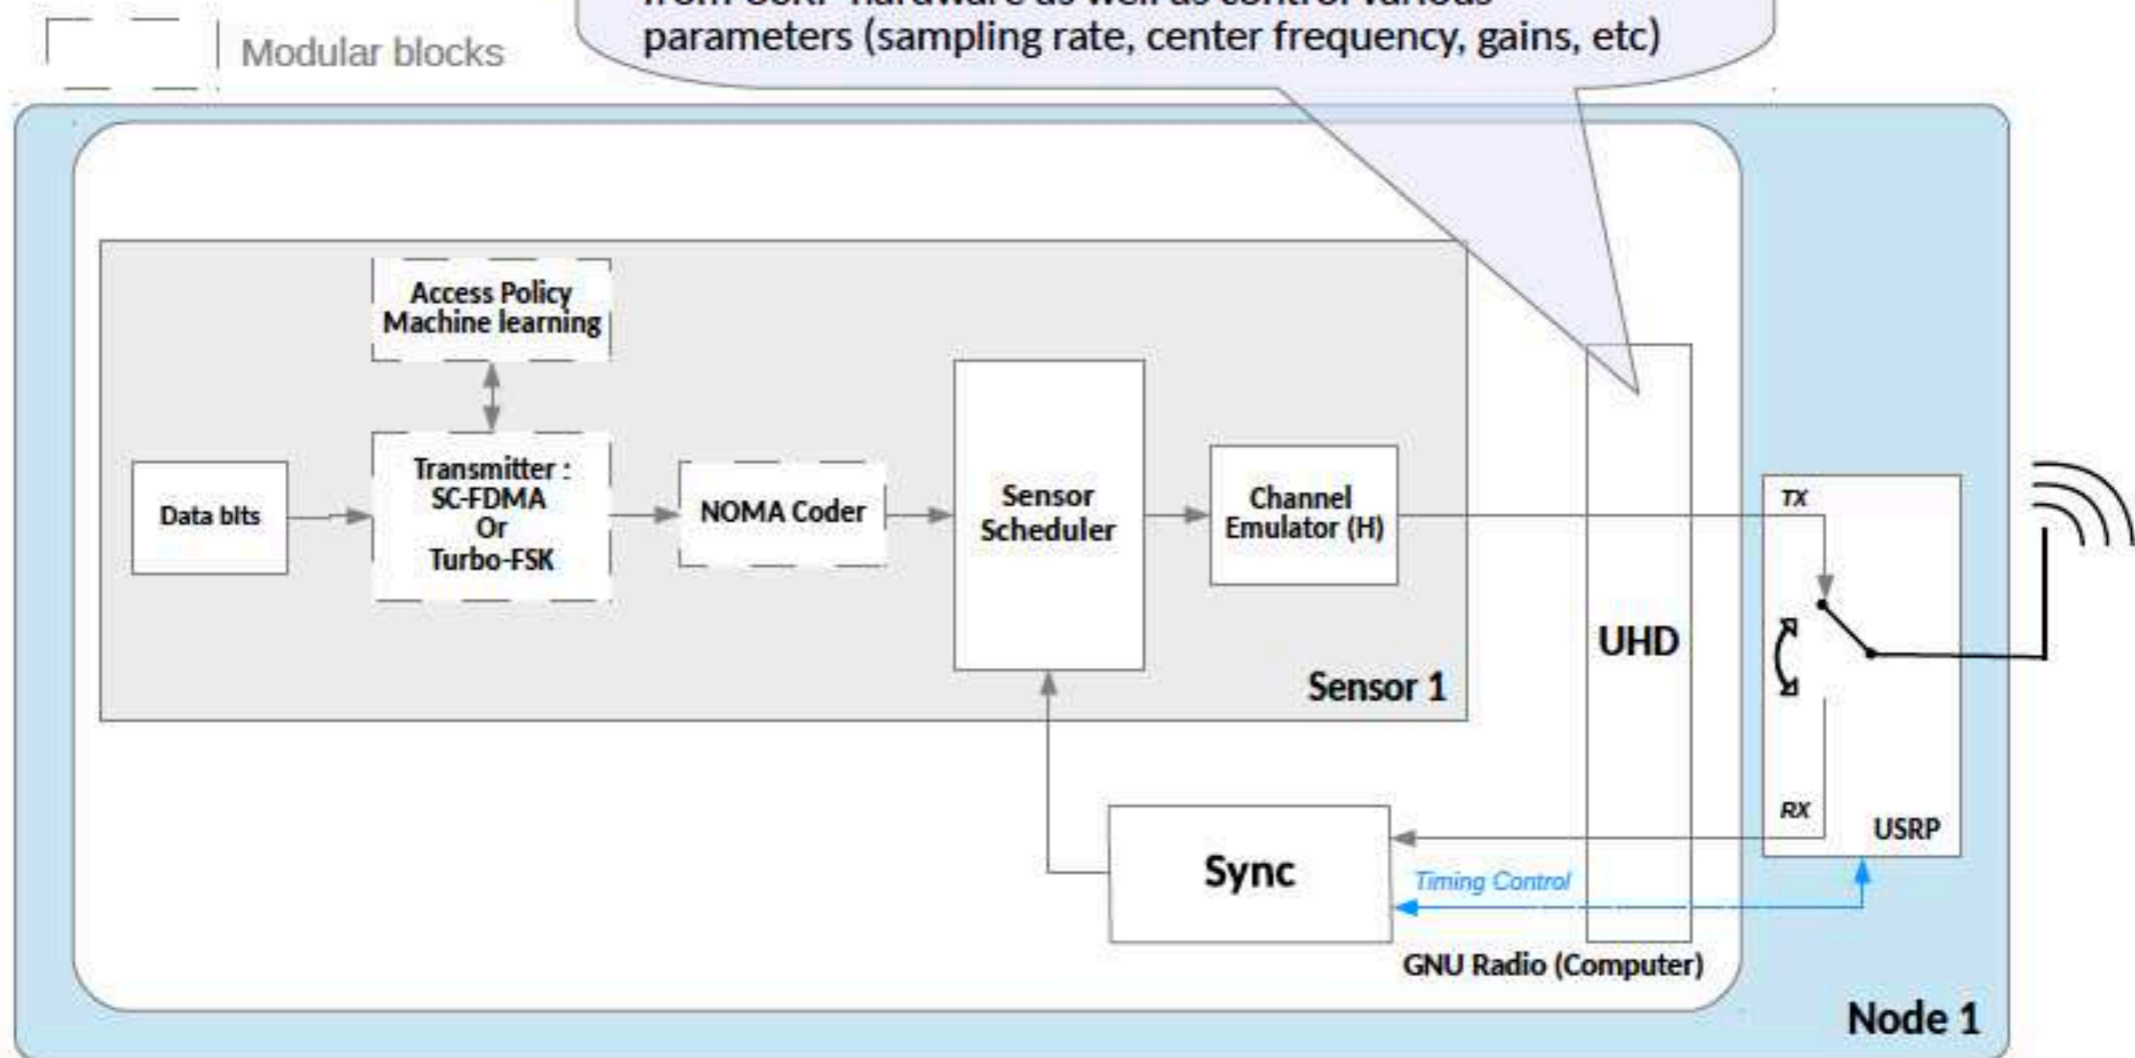 parameters (sampling rate, center frequency, gains, etc)
Modular blocks
Access Policy
Machine learning
Data bits
Transmitter :
SC-FDMA
Or
Turbo-FSK
NOMA Coder
Sensor
Scheduler
Channel
Emulator (H)
Sensor 1
UHD
TX
RX
USRP
Sync
Timing Control
GNU Radio (Computer)
Node 1